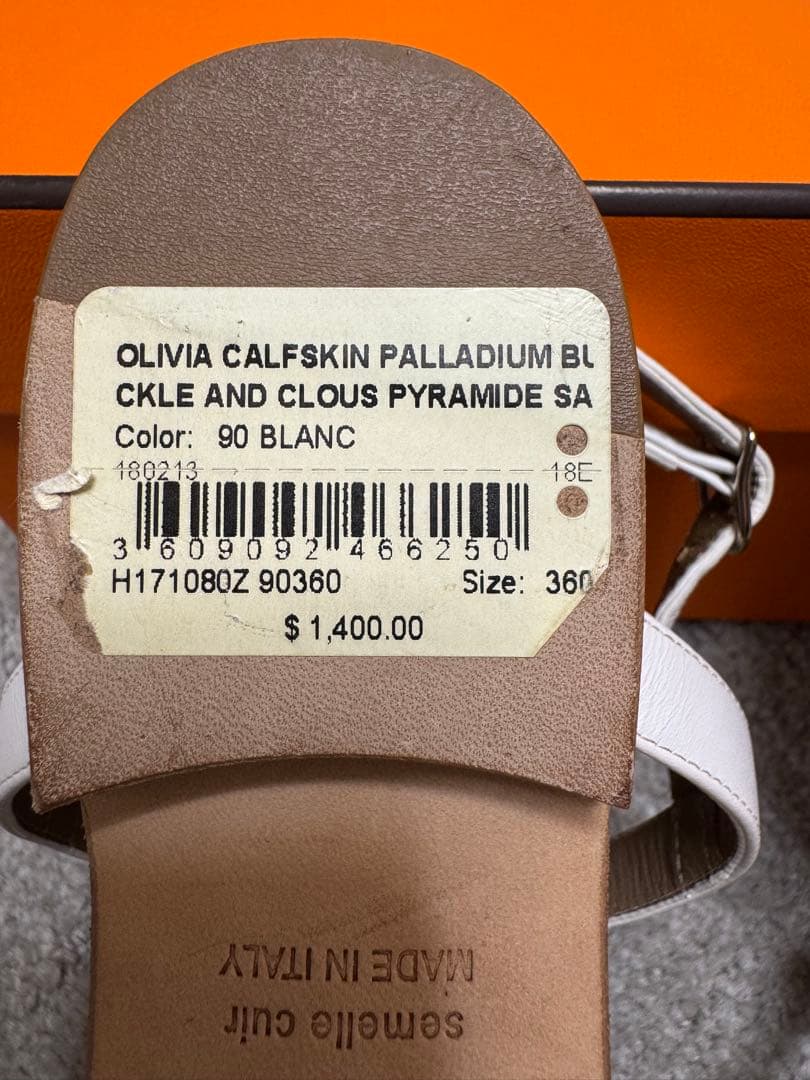 OLIVIA CALFSKIN PALLADIUM BU
CKLE AND CLOUS PYRAMIDE SA
Color: 90 BLANC
180213 18E
3 609092 466250
H171080Z 90360 Size: 360
$ 1,400.00
MADE IN ITALY
semelle cuir